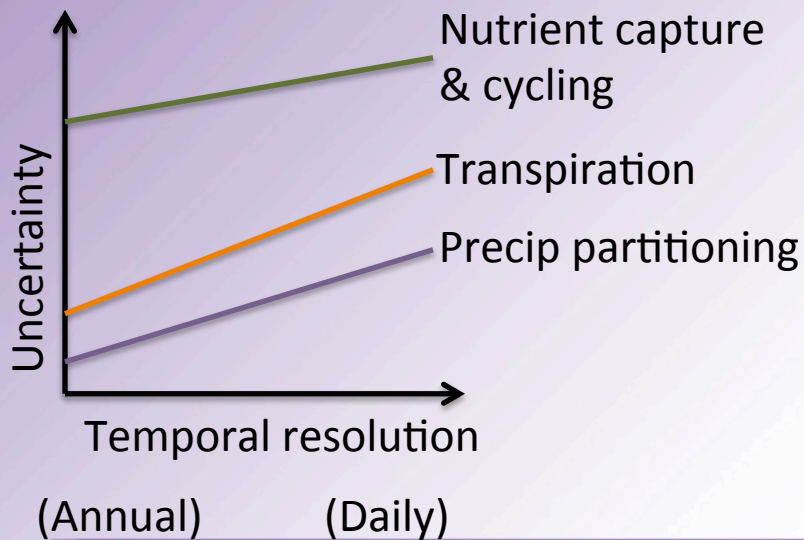 Nutrient capture
& cycling
Transpiration
Precip partitioning
Uncertainty
Temporal resolution
(Annual) (Daily)